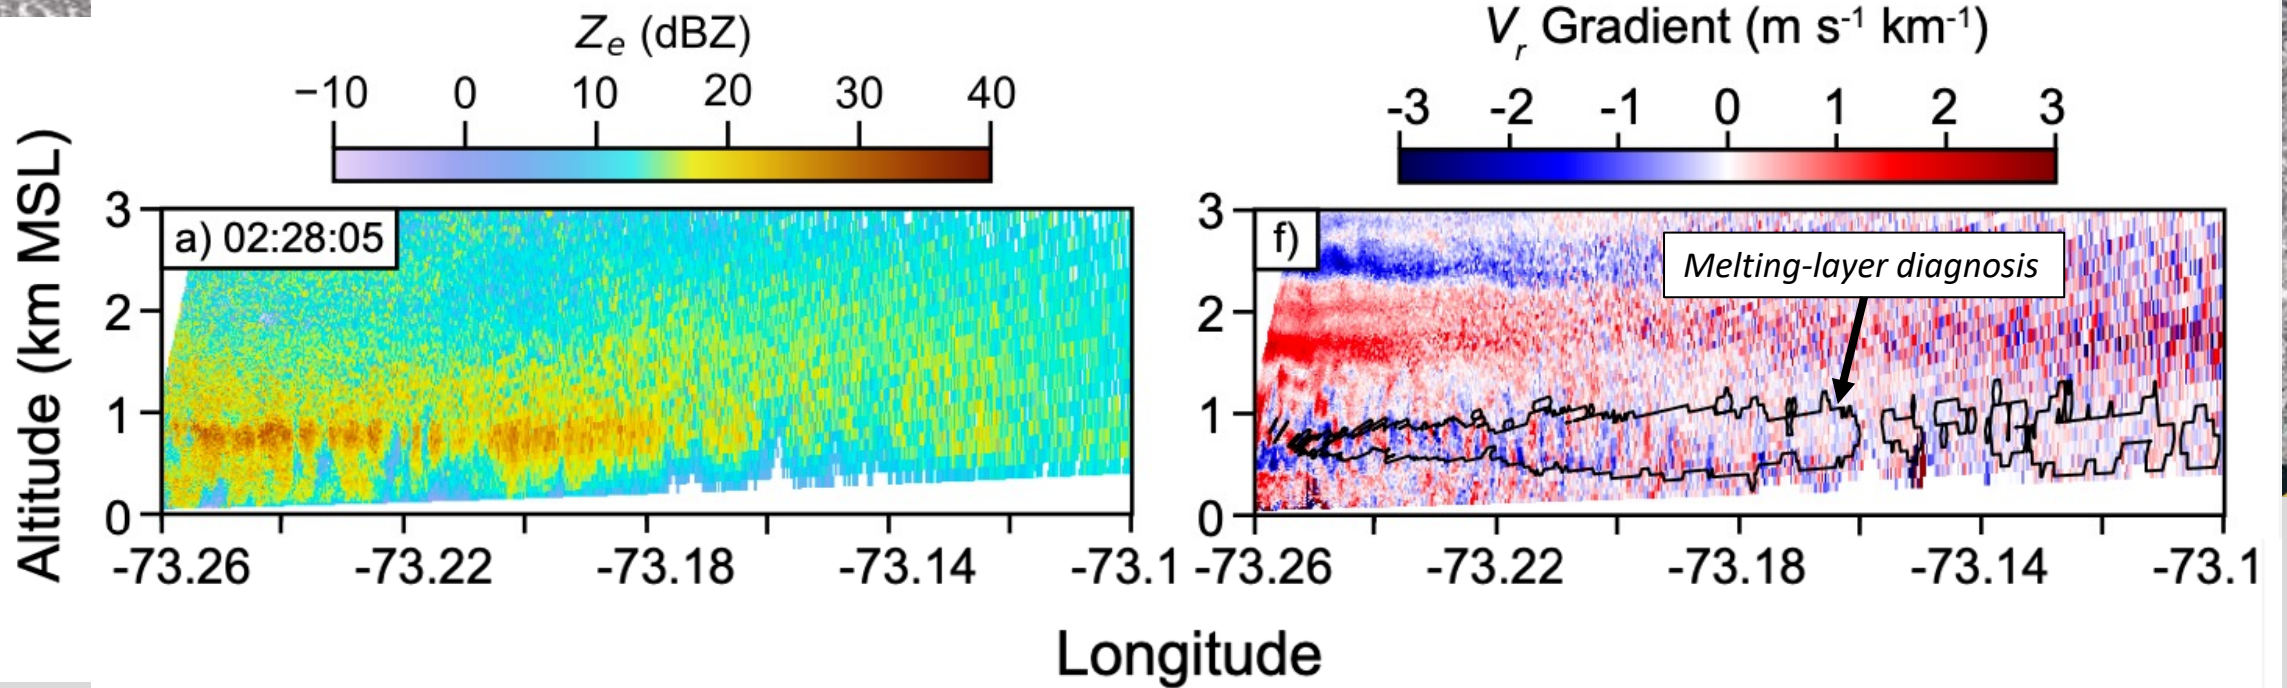 Z_e (dBZ)
−10 0 10 20 30 40
V_r Gradient (m s⁻¹ km⁻¹)
-3 -2 -1 0 1 2 3
Altitude (km MSL)
3
2
1
0
a) 02:28:05
-73.26 -73.22 -73.18 -73.14 -73.1
3
2
1
0
f)
Melting-layer diagnosis
-73.26 -73.22 -73.18 -73.14 -73.1
Longitude